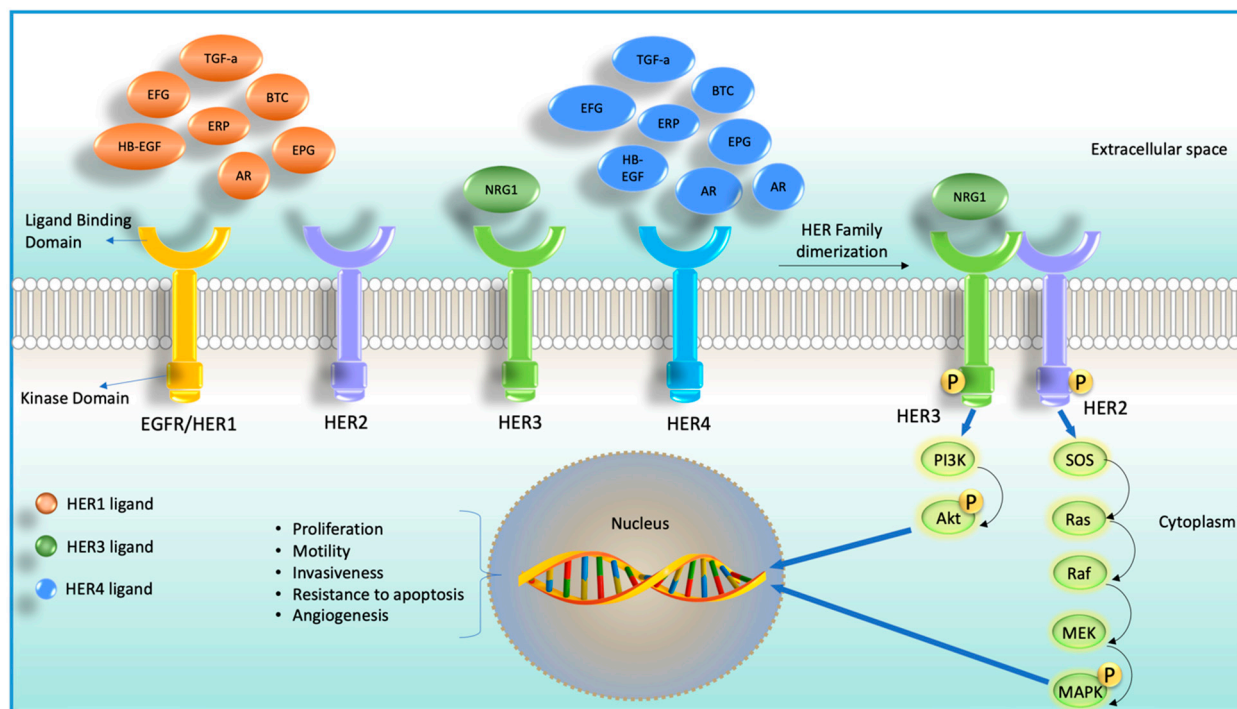 TGF-a
EFG
BTC
ERP
HB-EGF
EPG
AR
TGF-a
EFG
BTC
ERP
EPG
HB-
EGF
AR
AR
NRG1
NRG1
Extracellular space
Ligand Binding
Domain
HER Family
dimerization
Kinase Domain
EGFR/HER1
HER2
HER3
HER4
P
P
HER3
HER2
PI3K
SOS
Akt
P
Ras
Cytoplasm
Raf
MEK
MAPK
P
HER1 ligand
HER3 ligand
HER4 ligand
• Proliferation
• Motility
• Invasiveness
• Resistance to apoptosis
• Angiogenesis
Nucleus